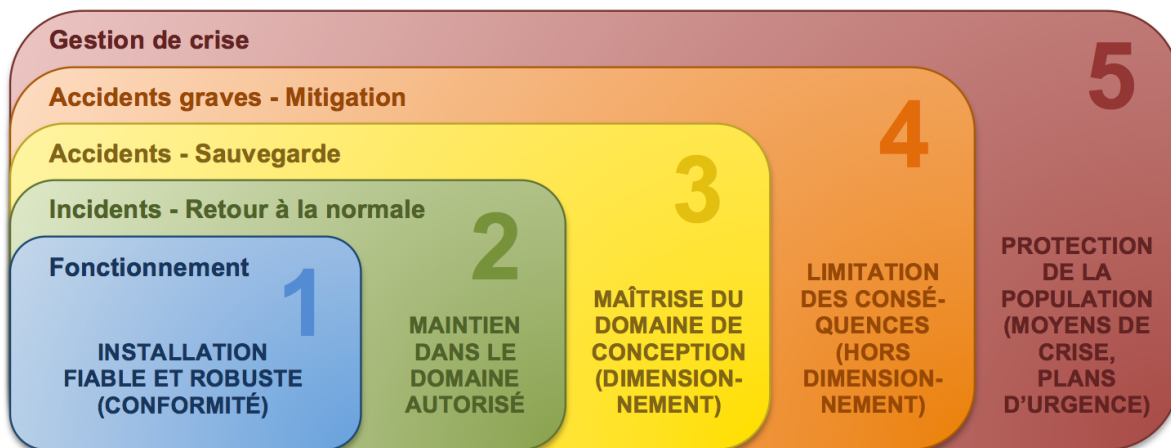 Gestion de crise
5
Accidents graves - Mitigation
4
Accidents - Sauvegarde
3
Incidents - Retour à la normale
2
Fonctionnement
1
INSTALLATION
FIABLE ET ROBUSTE
(CONFORMITÉ)
MAINTIEN
DANS LE
DOMAINE
AUTORISÉ
MAÎTRISE DU
DOMAINE DE
CONCEPTION
(DIMENSION-
NEMENT)
LIMITATION
DES CONSÉ-
QUENCES
(HORS
DIMENSION-
NEMENT)
PROTECTION
DE LA
POPULATION
(MOYENS DE
CRISE,
PLANS
D'URGENCE)